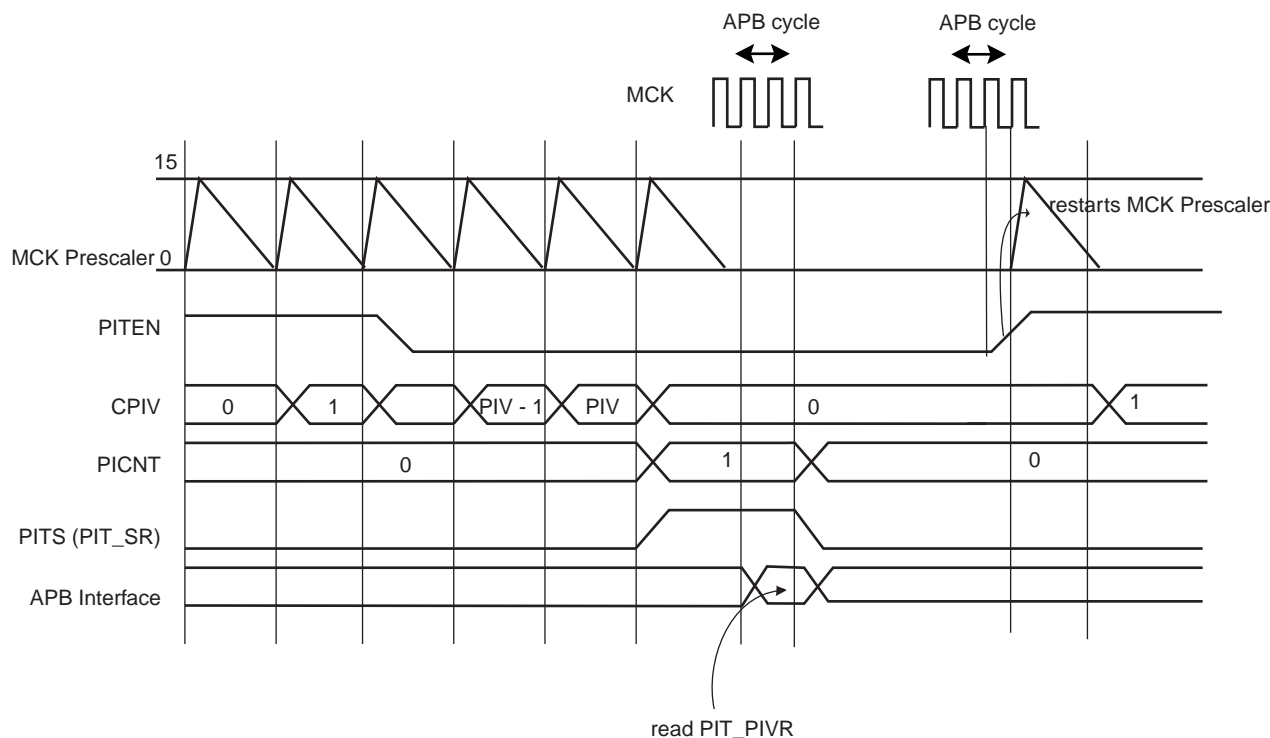 APB cycle
APB cycle
MCK
15
restarts MCK Prescaler
MCK Prescaler 0
PITEN
CPIV 0 1 PIV - 1 PIV 0 1
PICNT 0 1 0
PITS (PIT_SR)
APB Interface
read PIT_PIVR